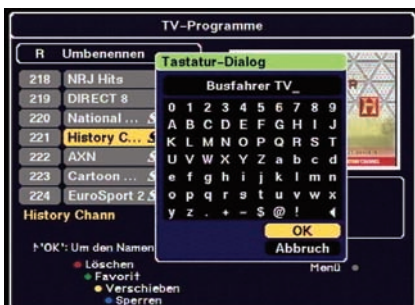 TV-Programme
R Umbenennen
218 NRJ Hits
219 DIRECT 8
220 National ... $
221 History C... $
222 AXN $
223 Cartoon ... $
224 EuroSport 2 $
History Chann
Tastatur-Dialog
Busfahrer TV_
0 1 2 3 4 5 6 7 8 9
A B C D E F G H I J
K L M N O P Q R S T
U V W X Y Z a b c d
e f g h i j k l m n
o p q r s t u v w x
y z . + - $ @ !
OK
Abbruch
"OK": Um den Namen
Löschen
Favorit
Verschieben
Sperren
Menü
H